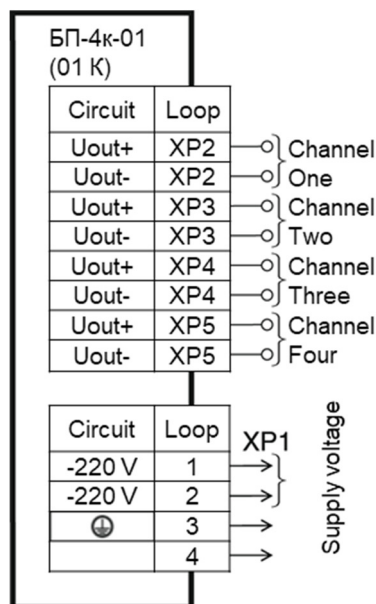 БП-4к-01
(01 К)
Circuit Loop
Uout+ XP2 Channel
Uout- XP2 One
Uout+ XP3 Channel
Uout- XP3 Two
Uout+ XP4 Channel
Uout- XP4 Three
Uout+ XP5 Channel
Uout- XP5 Four
Circuit Loop XP1
-220 V 1
-220 V 2
3
4
Supply voltage